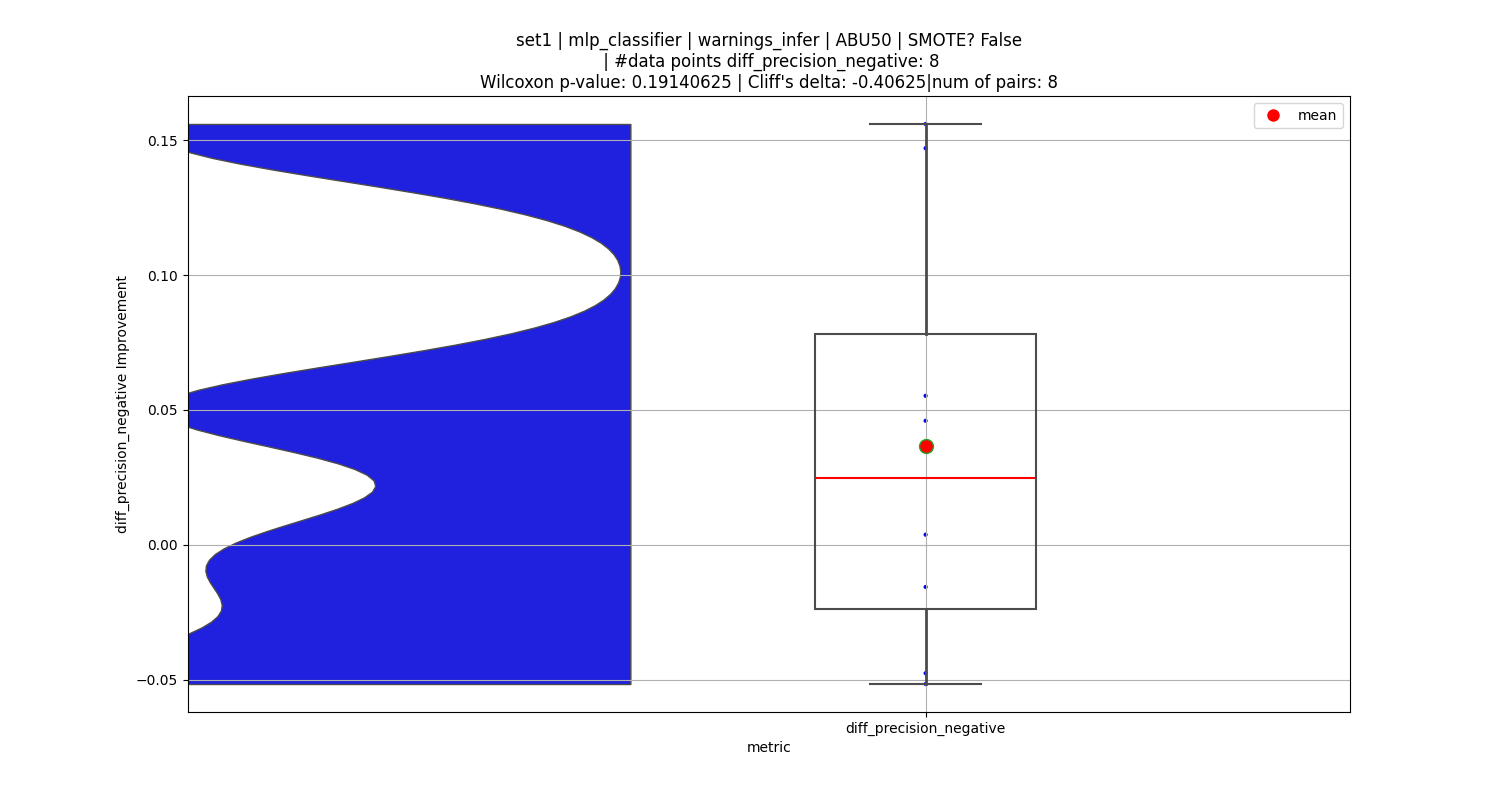 set1 | mlp_classifier | warnings_infer | ABU50 | SMOTE? False
| #data points diff_precision_negative: 8
Wilcoxon p-value: 0.19140625 | Cliff's delta: -0.40625|num of pairs: 8
mean
0.15
0.10
0.05
0.00
−0.05
diff_precision_negative Improvement
diff_precision_negative
metric